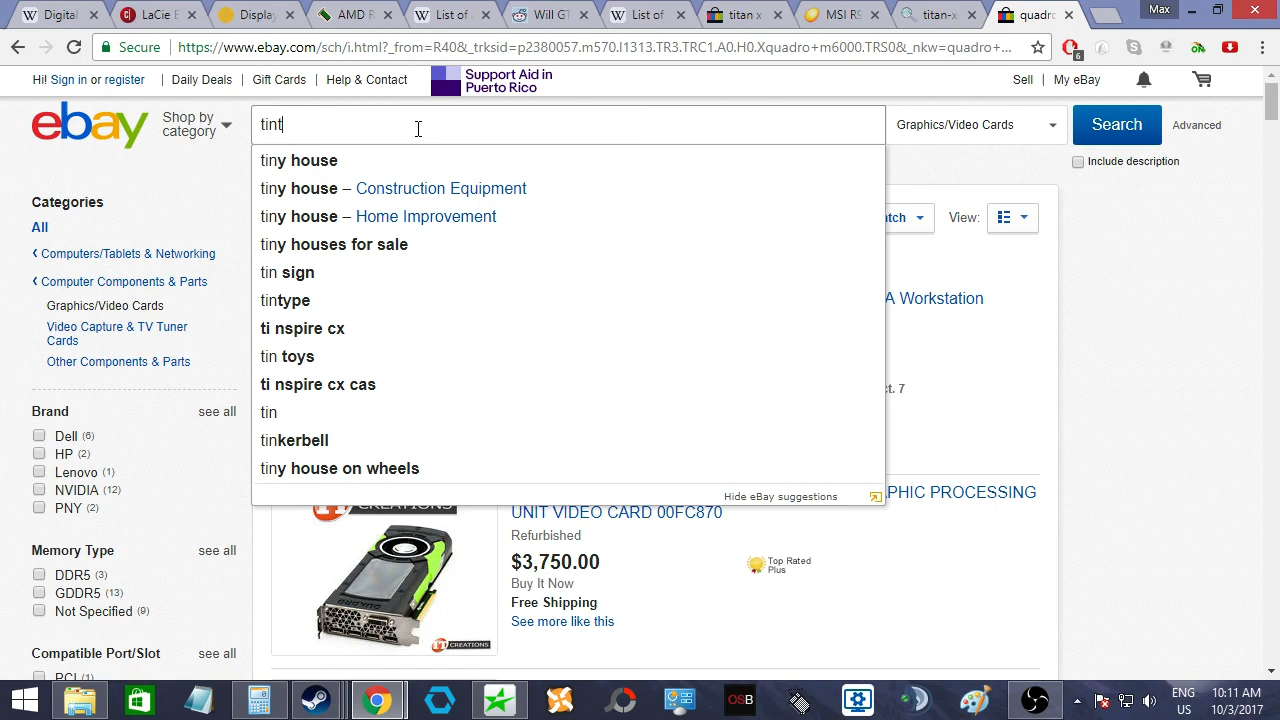 Digital
LaCie E
Display
AMD F
List of
Will GT
List of
titan x
MSI RS
titan-x
quadro
Max
Secure
https://www.ebay.com/sch/i.html?_from=R40&_trksid=p2380057.m570.l1313.TR3.TRC1.A0.H0.Xquadro+m6000.TRS0&_nkw=quadro+...
6
Hi! Sign in or register
Daily Deals
Gift Cards
Help & Contact
Support Aid in
Puerto Rico
Sell
My eBay
ebay
Shop by
category
tint
Graphics/Video Cards
Search
Advanced
Include description
tiny house
tiny house – Construction Equipment
tiny house – Home Improvement
tiny houses for sale
tin sign
tintype
ti nspire cx
tin toys
ti nspire cx cas
tin
tinkerbell
tiny house on wheels
Hide eBay suggestions
Categories
All
Computers/Tablets & Networking
Computer Components & Parts
Graphics/Video Cards
Video Capture & TV Tuner
Cards
Other Components & Parts
Brand
see all
Dell (6)
HP (2)
Lenovo (1)
NVIDIA (12)
PNY (2)
Memory Type
see all
DDR5 (3)
GDDR5 (13)
Not Specified (9)
Compatible Port/Slot
see all
PCI (1)
atch
View:
A Workstation
ct. 7
APHIC PROCESSING
UNIT VIDEO CARD 00FC870
Refurbished
$3,750.00
Buy It Now
Free Shipping
See more like this
Top Rated
Plus
CREATIONS
CREATIONS
OSB
ENG
US
10:11 AM
10/3/2017